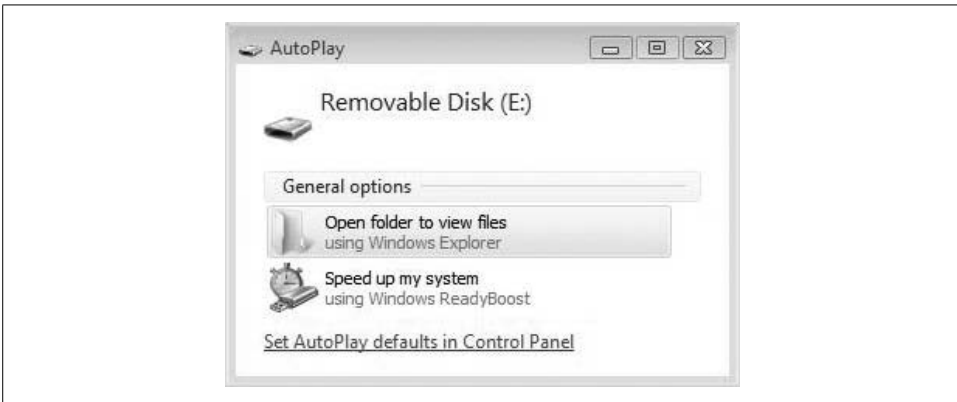 AutoPlay
Removable Disk (E:)
General options
Open folder to view files
using Windows Explorer
Speed up my system
using Windows ReadyBoost
Set AutoPlay defaults in Control Panel